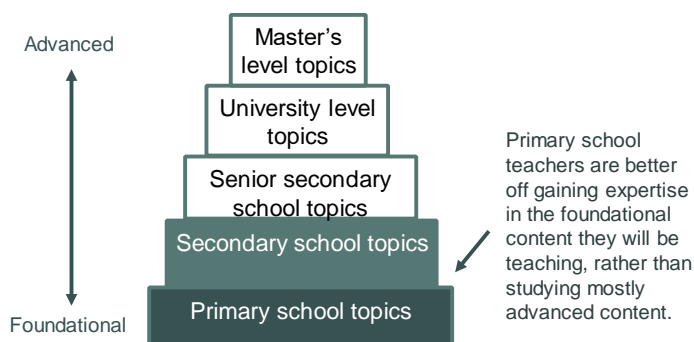 Advanced
Master's
level topics
University level
topics
Senior secondary
school topics
Secondary school topics
Primary school topics
Foundational
Primary school
teachers are better
off gaining expertise
in the foundational
content they will be
teaching, rather than
studying mostly
advanced content.